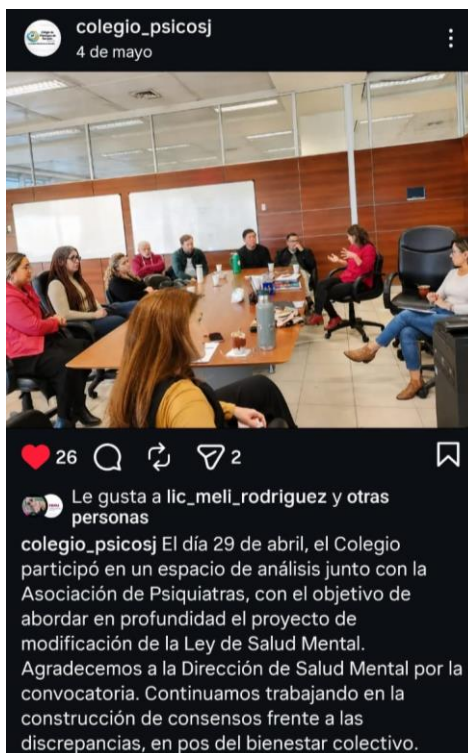 colegio_psicosj
4 de mayo
26
2
Le gusta a lic_meli_rodriguez y otras
personas
colegio_psicosj El día 29 de abril, el Colegio
participó en un espacio de análisis junto con la
Asociación de Psiquiatras, con el objetivo de
abordar en profundidad el proyecto de
modificación de la Ley de Salud Mental.
Agradecemos a la Dirección de Salud Mental por la
convocatoria. Continuamos trabajando en la
construcción de consensos frente a las
discrepancias, en pos del bienestar colectivo.